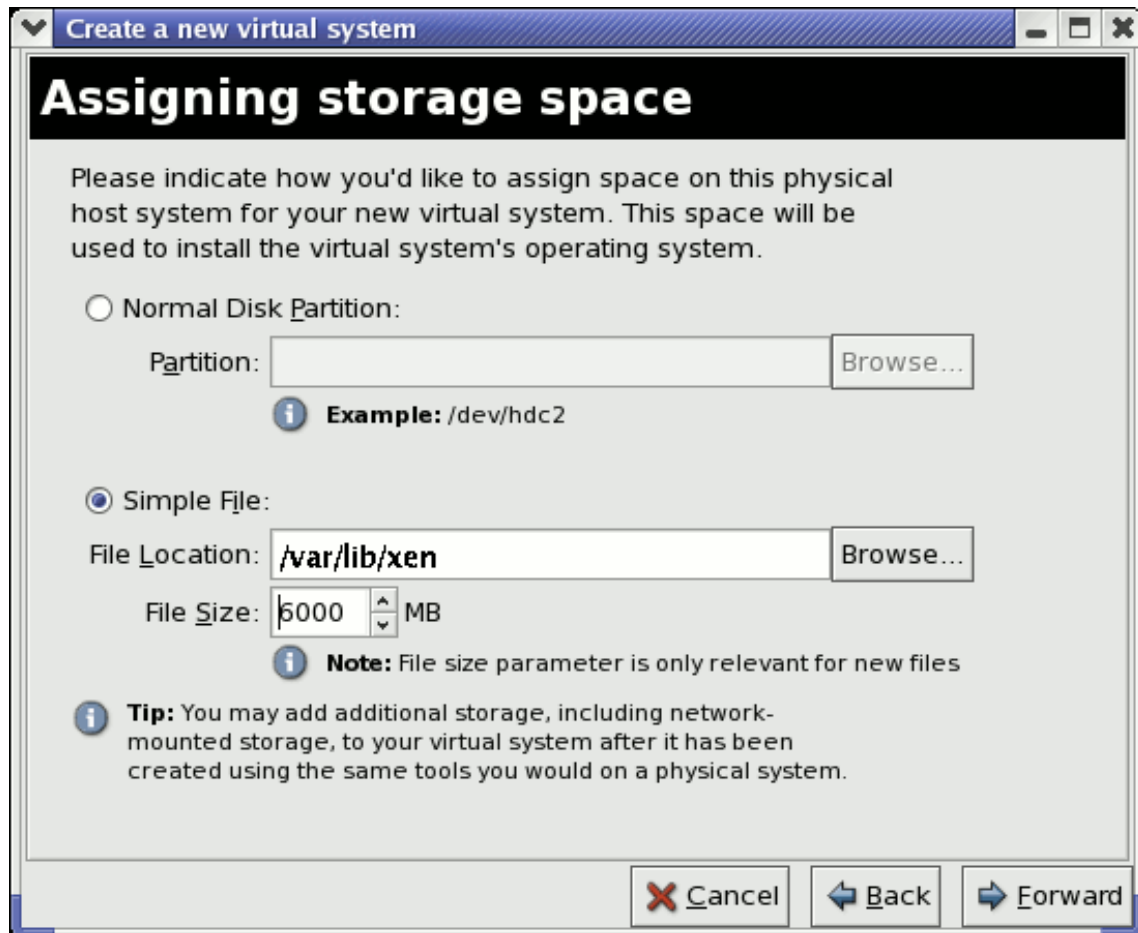 Create a new virtual system
Assigning storage space
Please indicate how you'd like to assign space on this physical
host system for your new virtual system. This space will be
used to install the virtual system's operating system.
Normal Disk Partition:
Partition: Browse...
Example: /dev/hdc2
Simple File:
File Location: /var/lib/xen Browse...
File Size: 6000 MB
Note: File size parameter is only relevant for new files
Tip: You may add additional storage, including network-
mounted storage, to your virtual system after it has been
created using the same tools you would on a physical system.
Cancel Back Forward